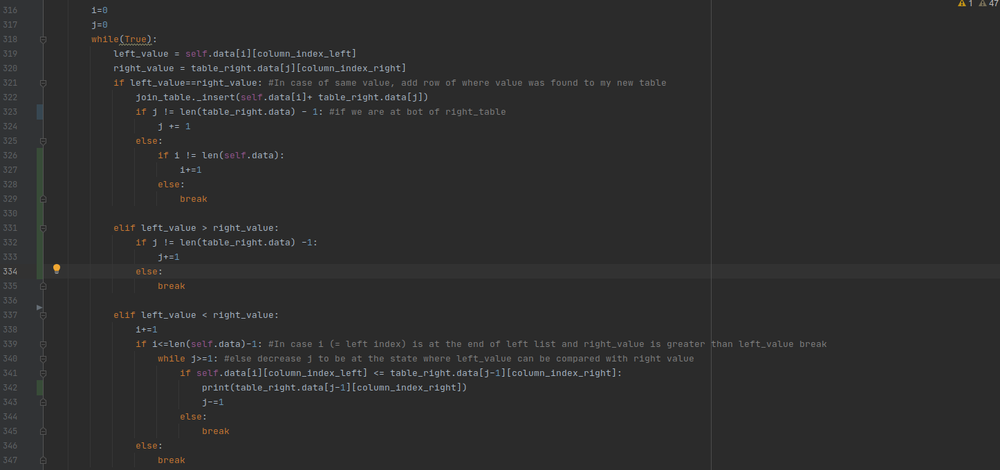 1 47
316 i=0
317 j=0
318 while(True):
319 left_value = self.data[i][column_index_left]
320 right_value = table_right.data[j][column_index_right]
321 if left_value==right_value: #In case of same value, add row of where value was found to my new table
322 join_table._insert(self.data[i]+ table_right.data[j])
323 if j != len(table_right.data) - 1: #if we are at bot of right_table
324 j += 1
325 else:
326 if i != len(self.data):
327 i+=1
328 else:
329 break
330
331 elif left_value > right_value:
332 if j != len(table_right.data) -1:
333 j+=1
334 else:
335 break
336
337 elif left_value < right_value:
338 i+=1
339 if i<=len(self.data)-1: #In case i (= left index) is at the end of left list and right_value is greater than left_value break
340 while j>=1: #else decrease j to be at the state where left_value can be compared with right value
341 if self.data[i][column_index_left] <= table_right.data[j-1][column_index_right]:
342 print(table_right.data[j-1][column_index_right])
343 j-=1
344 else:
345 break
346 else:
347 break